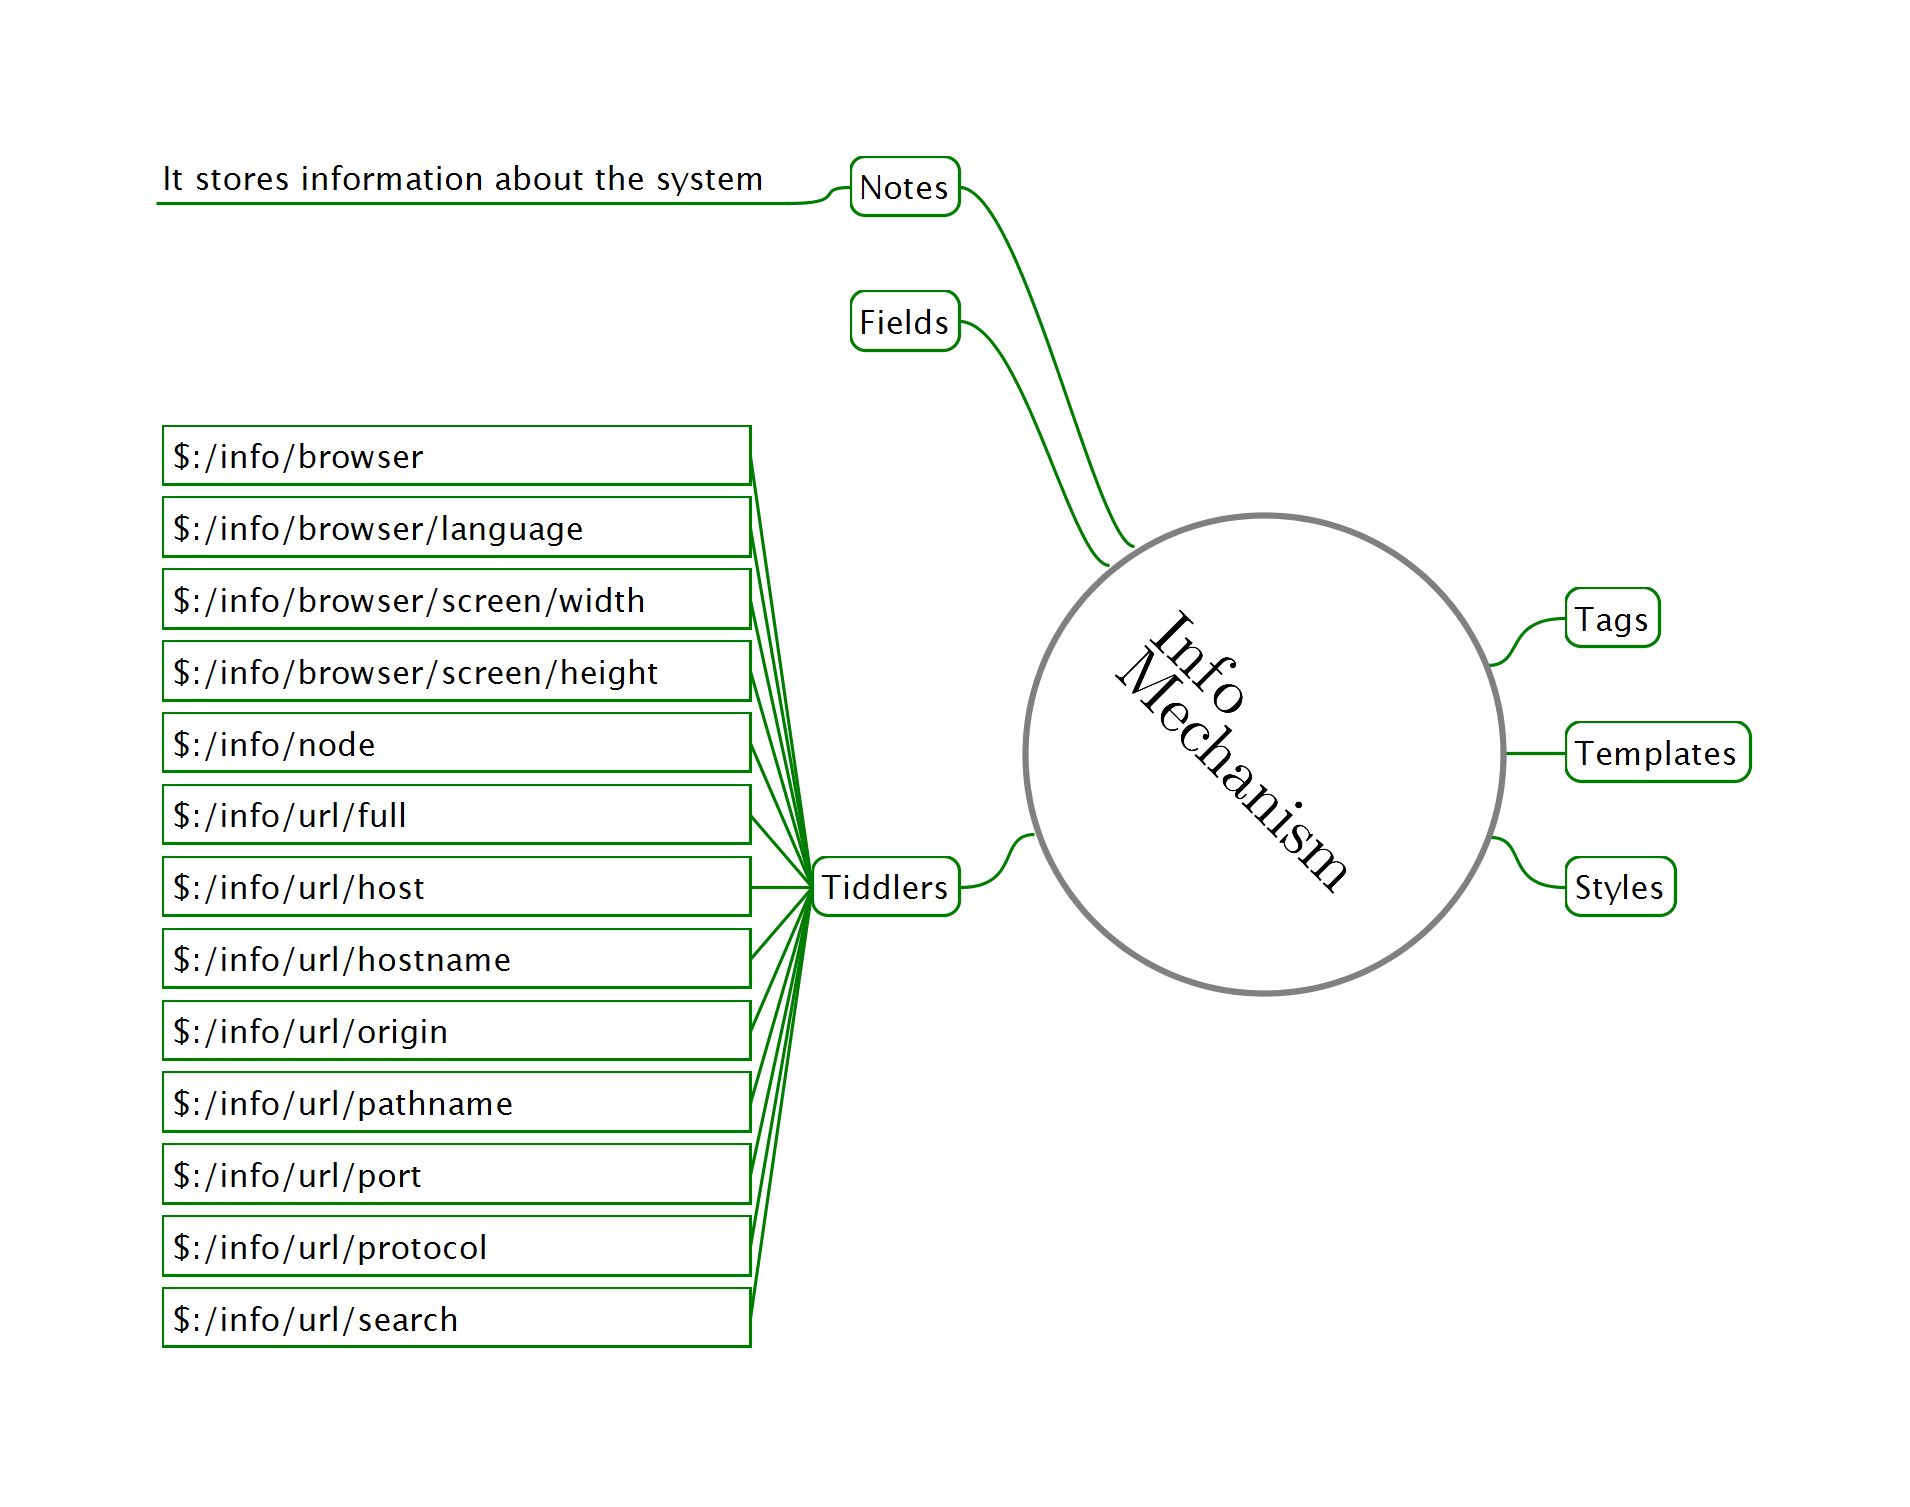 It stores information about the system
Notes
Fields
$:/info/browser
$:/info/browser/language
$:/info/browser/screen/width
$:/info/browser/screen/height
$:/info/node
$:/info/url/full
$:/info/url/host
$:/info/url/hostname
$:/info/url/origin
$:/info/url/pathname
$:/info/url/port
$:/info/url/protocol
$:/info/url/search
Tiddlers
Info
Mechanism
Tags
Templates
Styles